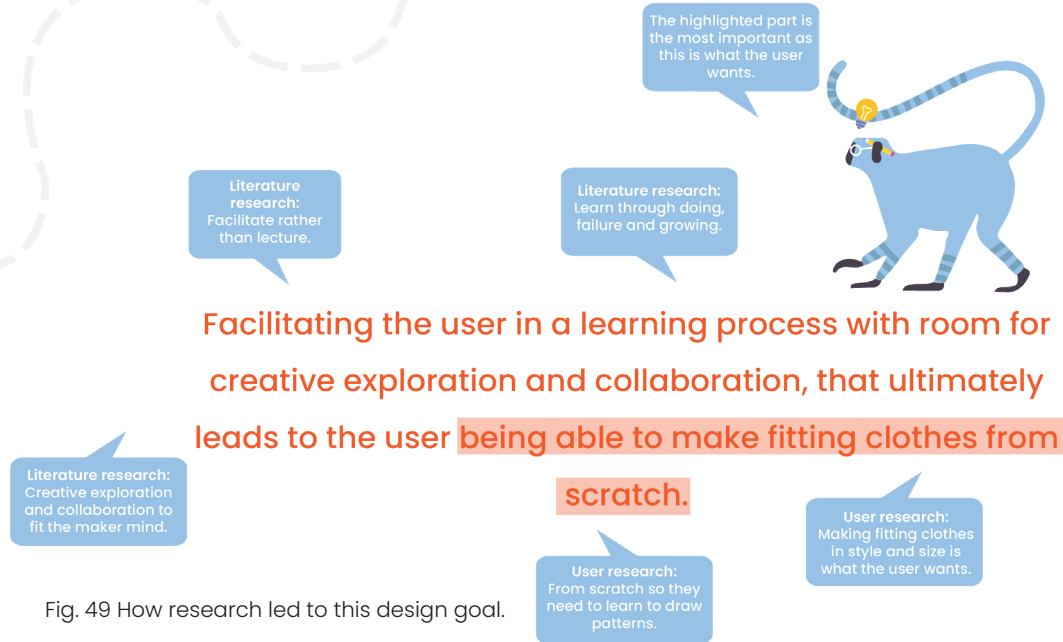 The highlighted part is
the most important as
this is what the user
wants.
Literature
research:
Facilitate rather
than lecture.
Literature research:
Learn through doing,
failure and growing.
Facilitating the user in a learning process with room for
creative exploration and collaboration, that ultimately
leads to the user being able to make fitting clothes from
scratch.
Literature research:
Creative exploration
and collaboration to
fit the maker mind.
User research:
Making fitting clothes
in style and size is
what the user wants.
User research:
From scratch so they
need to learn to draw
patterns.
Fig. 49 How research led to this design goal.